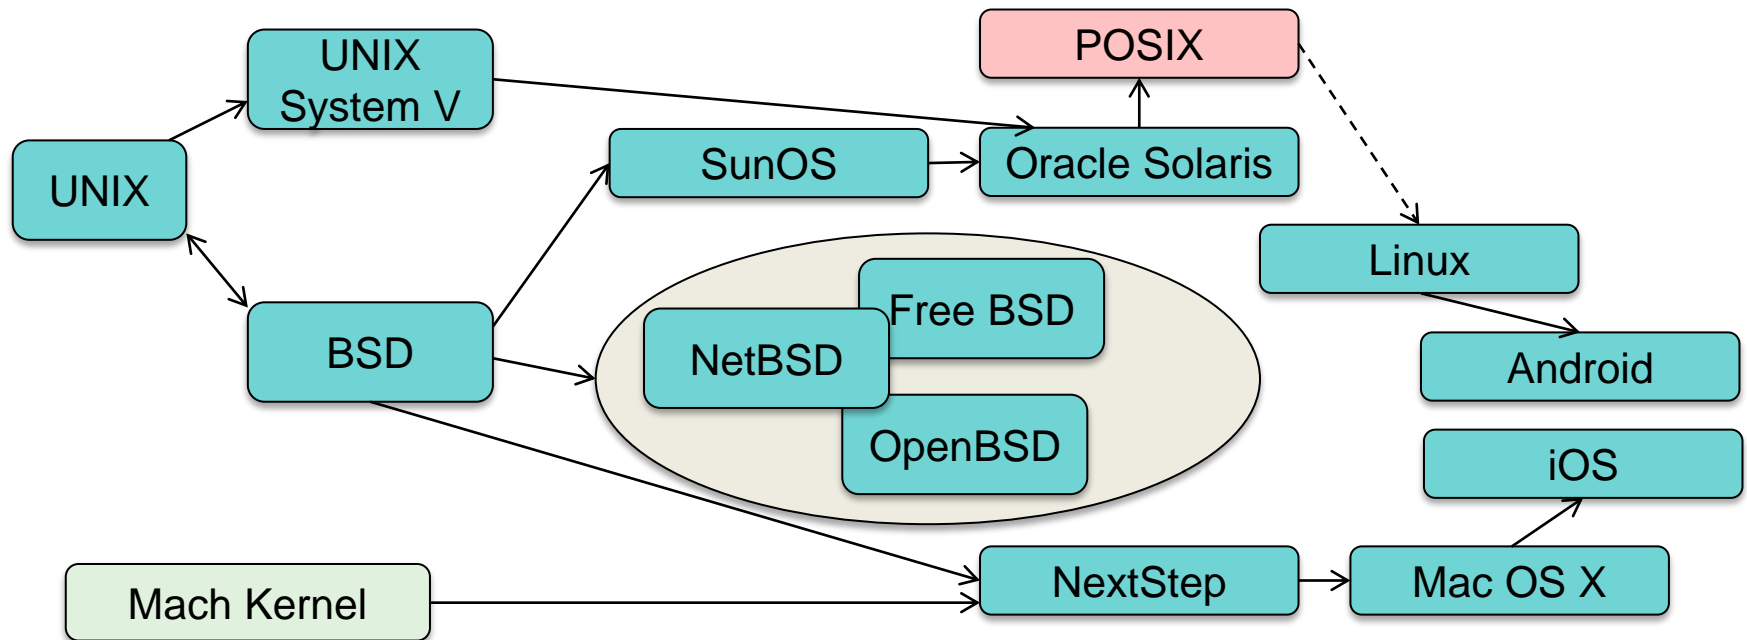 UNIX
System V
POSIX
UNIX
SunOS
Oracle Solaris
Linux
BSD
Free BSD
NetBSD
OpenBSD
Android
iOS
Mach Kernel
NextStep
Mac OS X